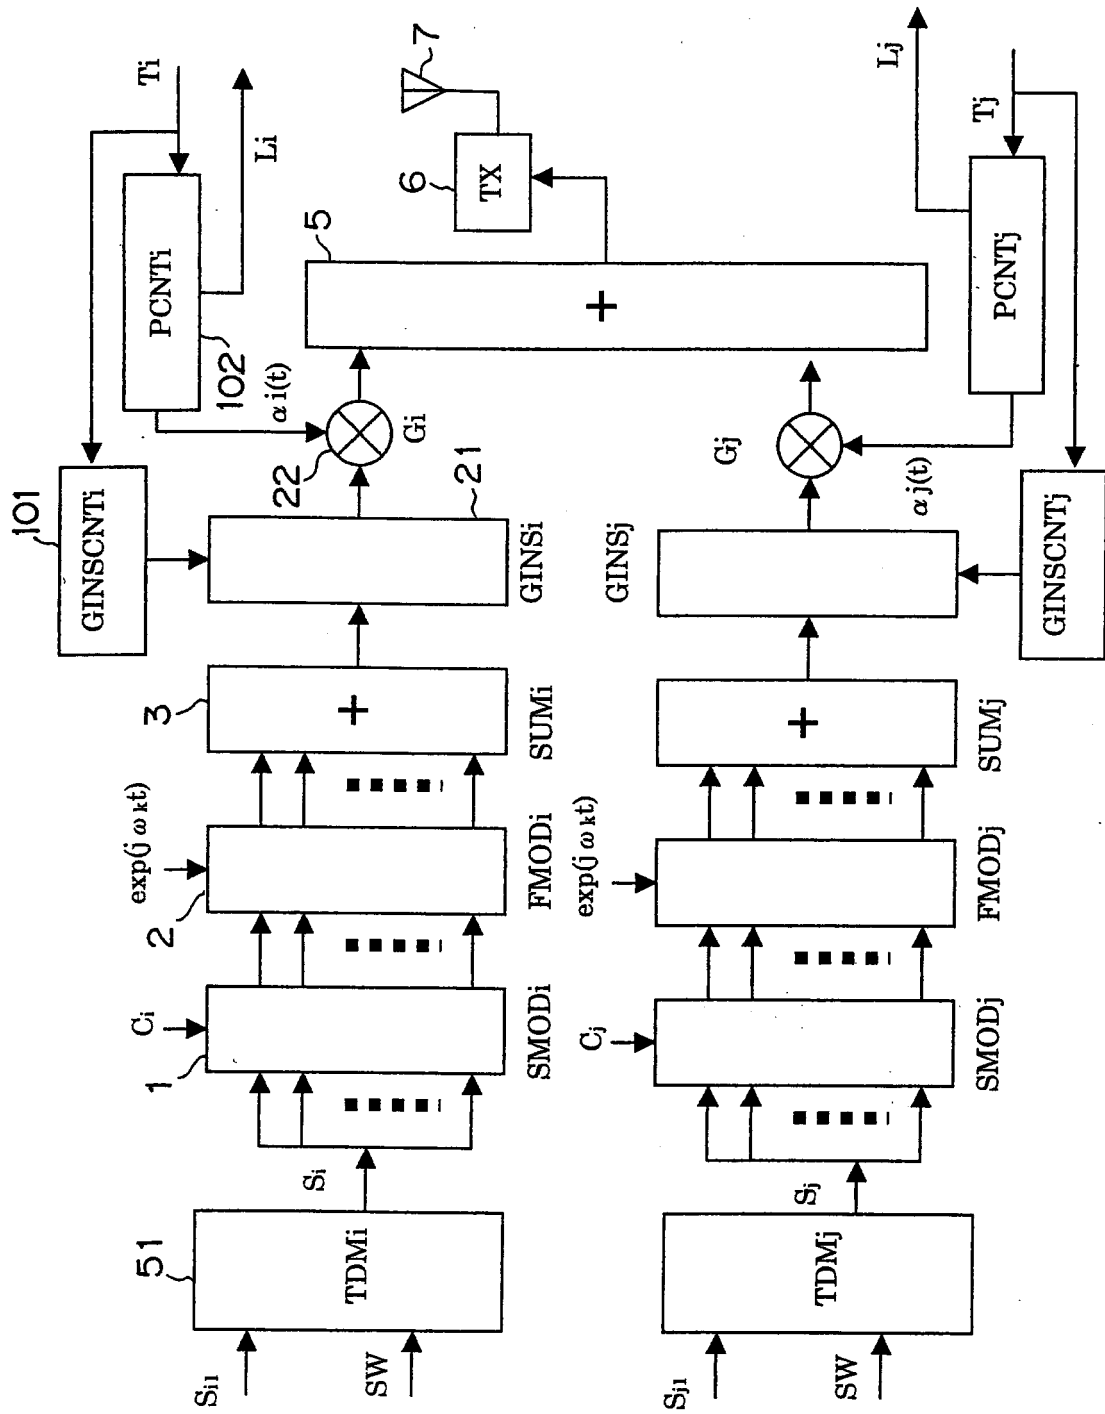 Ti
Li
7
TX
6
5
+
PCNTi
102
αi(t)
Gi
22
101
GINSCNTi
21
GINSi
3
+
SUMi
exp(jωkt)
2
FMODi
Ci
1
SMODi
Si
51
TDMi
Si1
SW
Lj
Tj
PCNTj
Gj
αj(t)
GINSj
GINSCNTj
+
SUMj
exp(jωkt)
FMODj
Cj
SMODj
Sj
TDMj
Sj1
SW